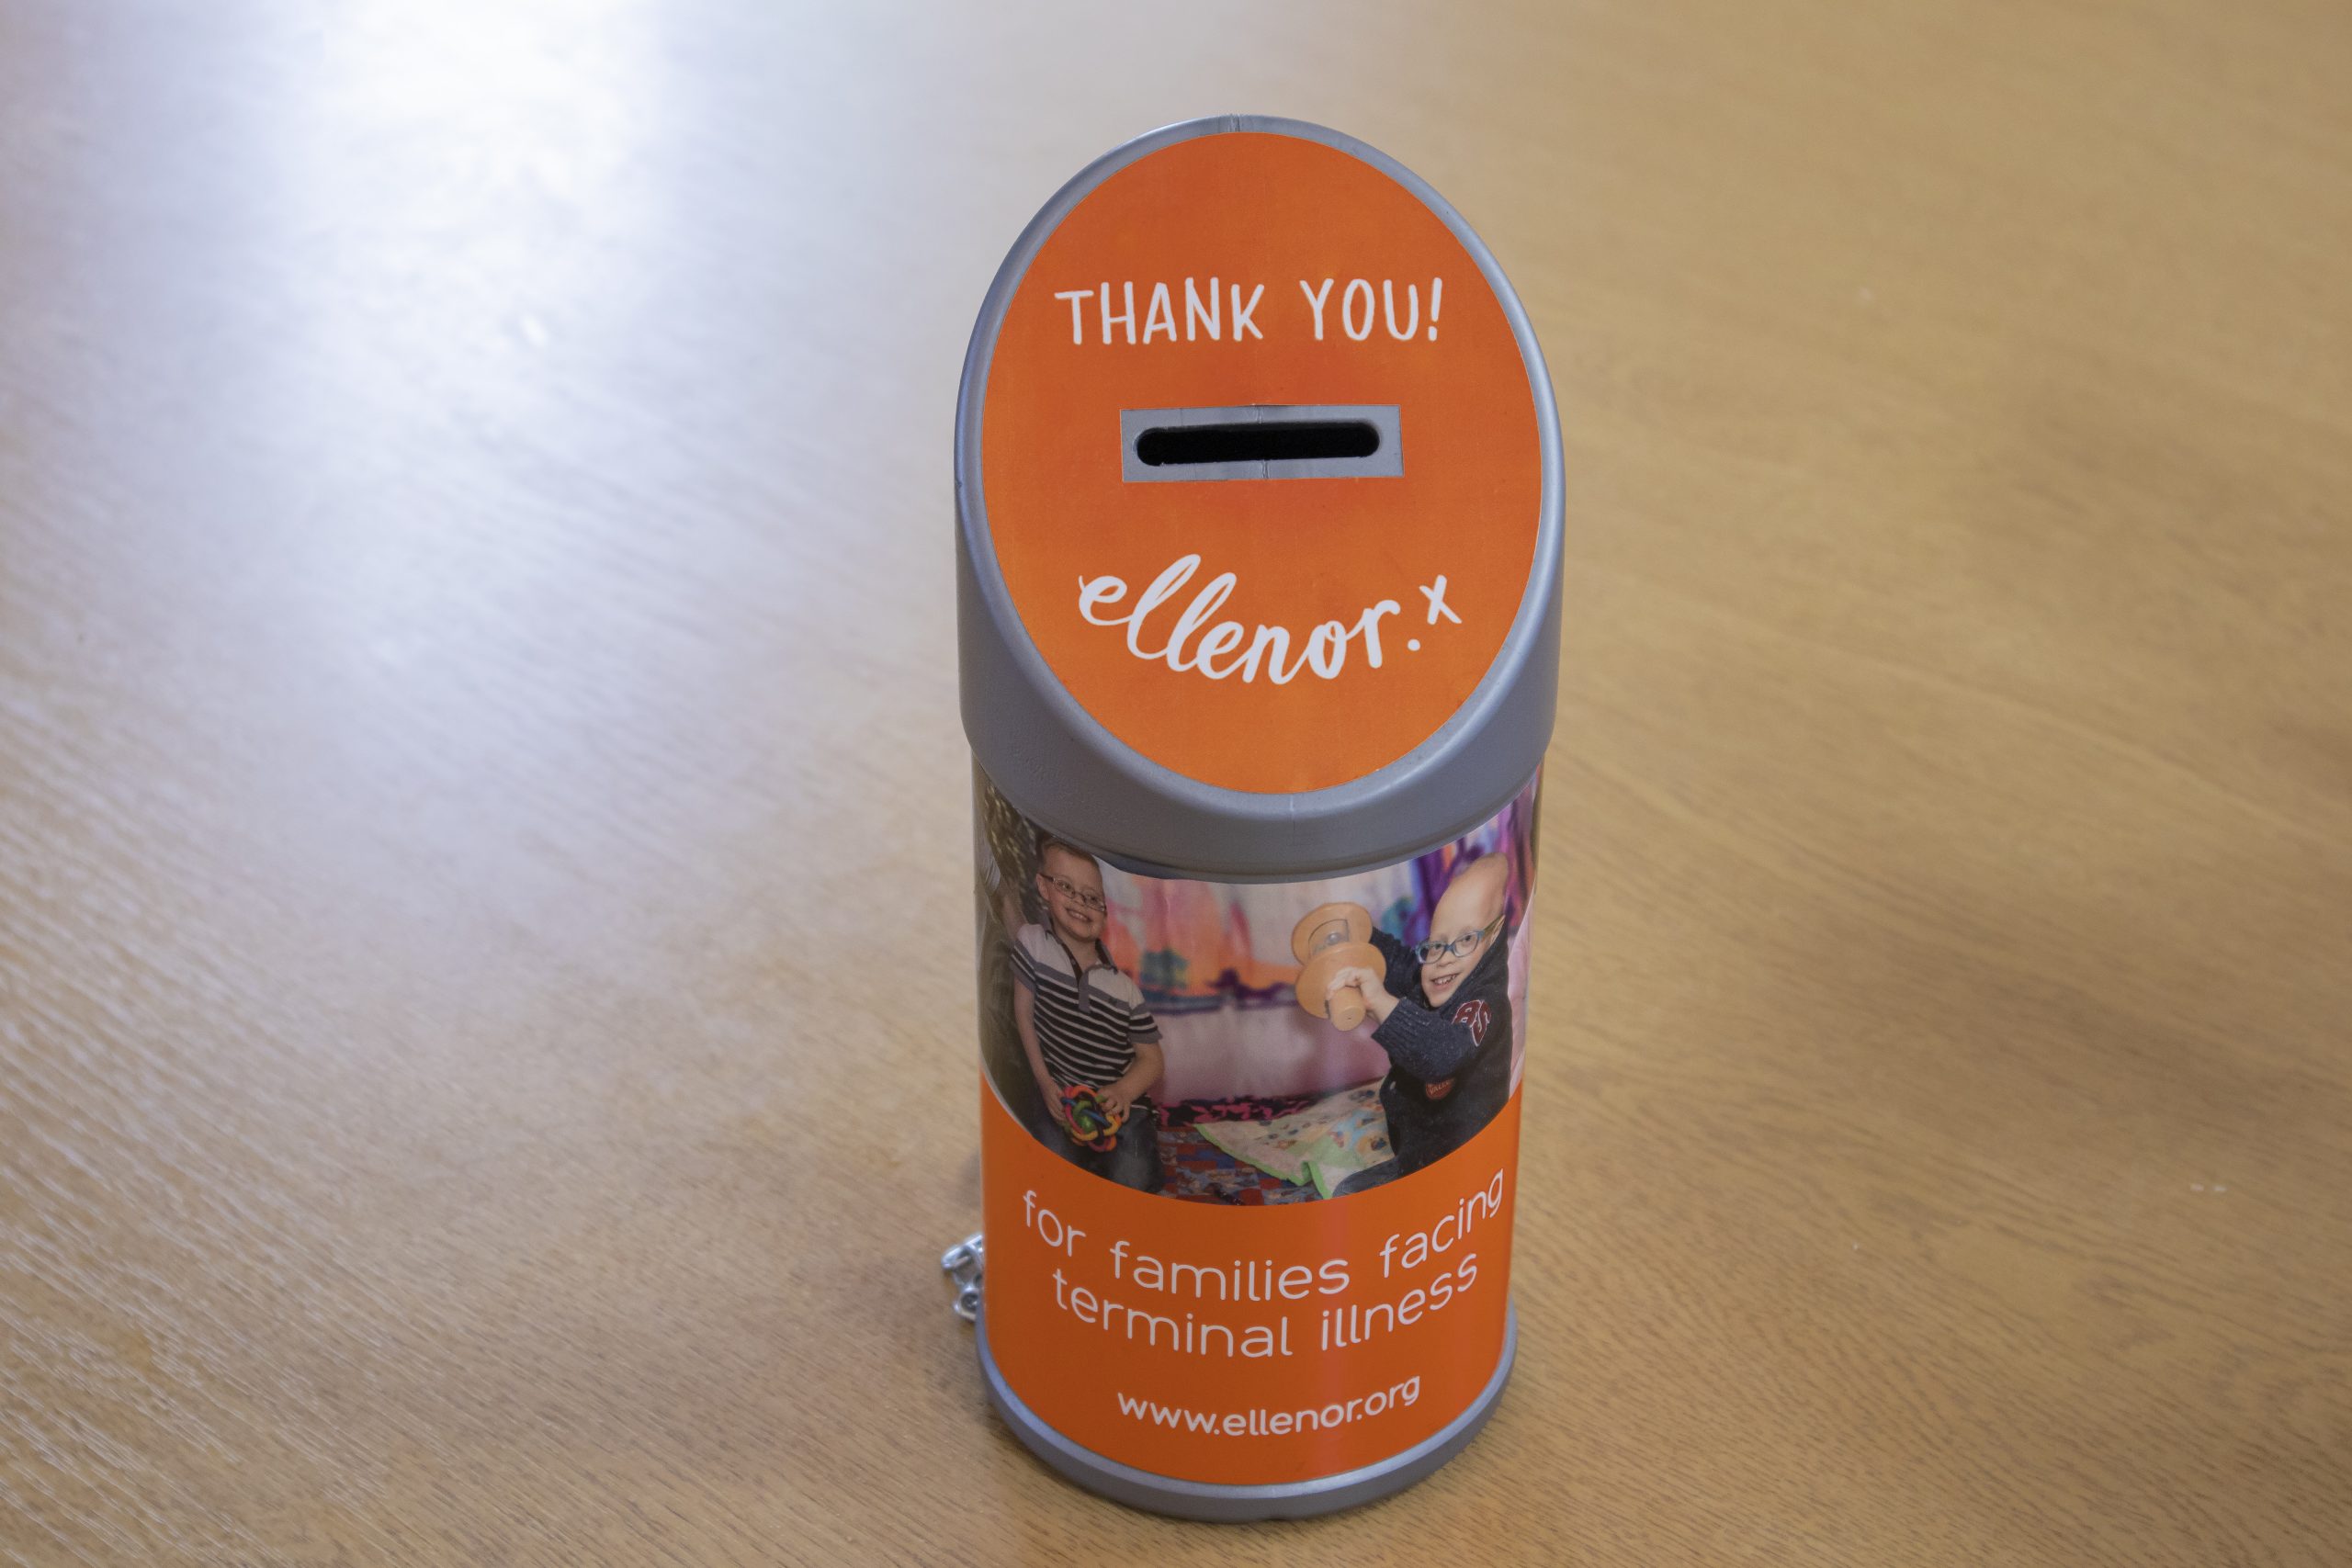 THANK YOU!
ellenor.x
for families facing
terminal illness
www.ellenor.org